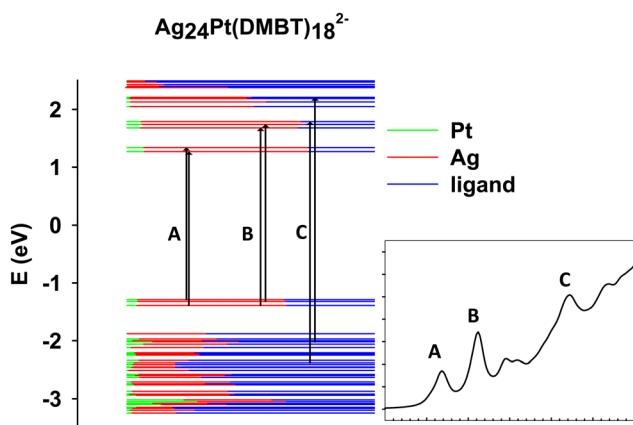 Ag24Pt(DMBT)18 2-
2
1
0
-1
-2
-3
E (eV)
A
B
C
Pt
Ag
ligand
A
B
C